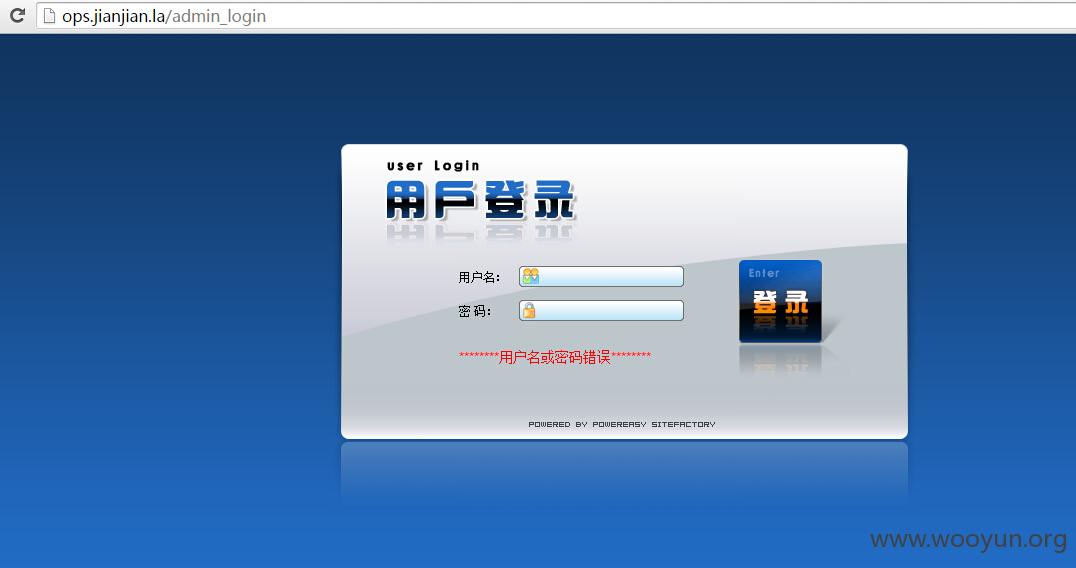 ops.jianjian.la/admin_login
user Login
用户登录
用户名：
密 码：
Enter
登 录
********用户名或密码错误********
POWERED BY POWEREASY SITEFACTORY
www.wooyun.org